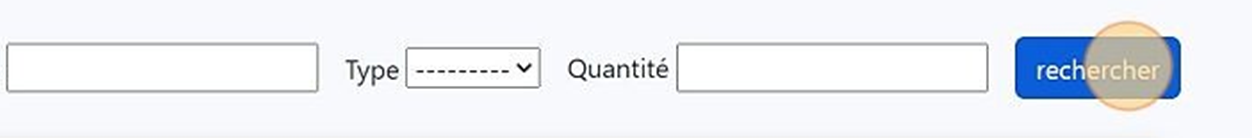 Type --------- Quantité rechercher